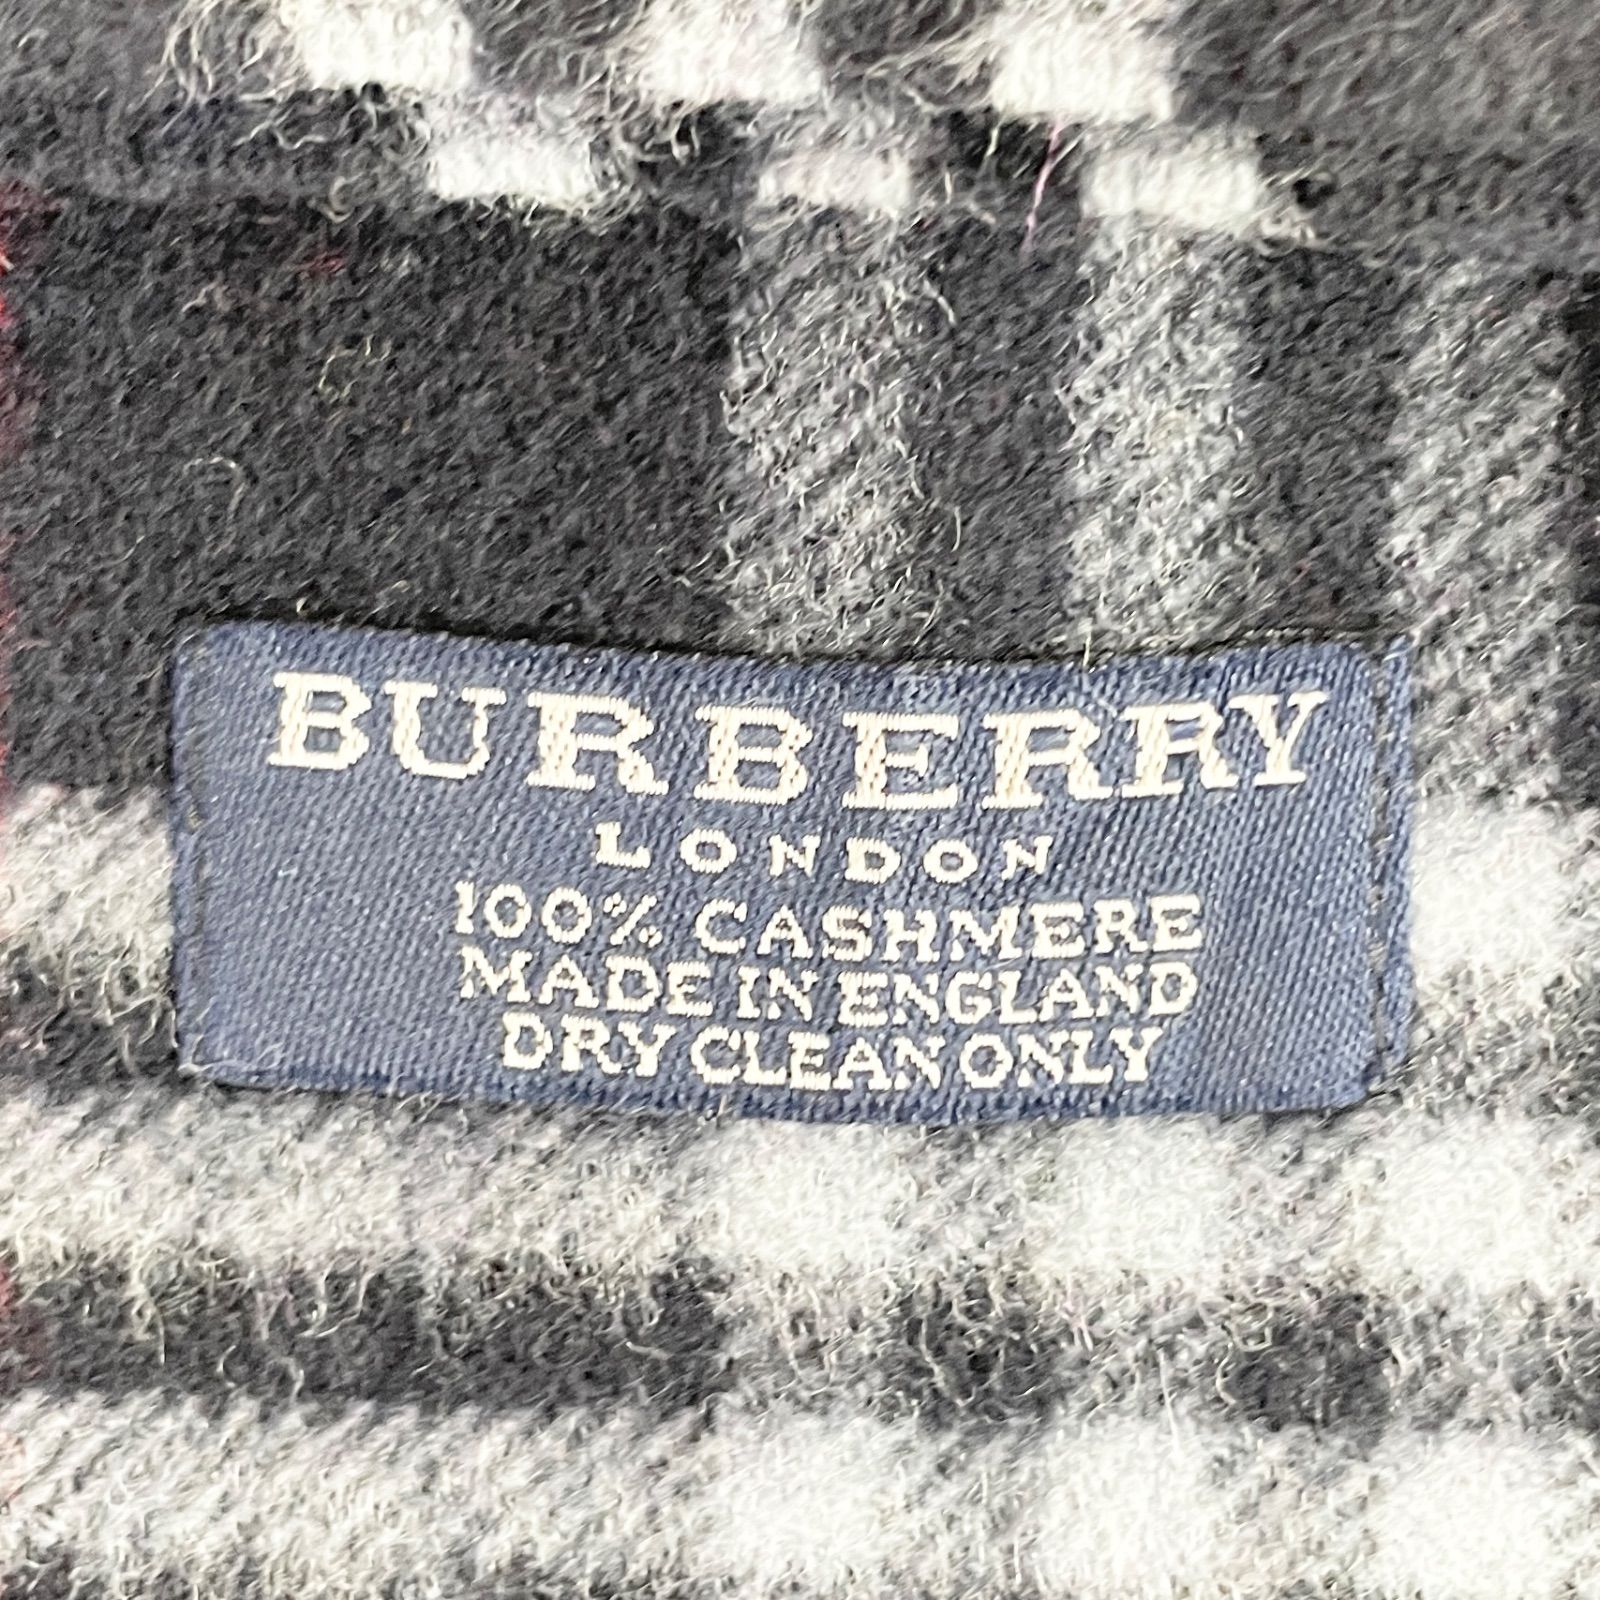 BURBERRY
LONDON
100% CASHMERE
MADE IN ENGLAND
DRY CLEAN ONLY